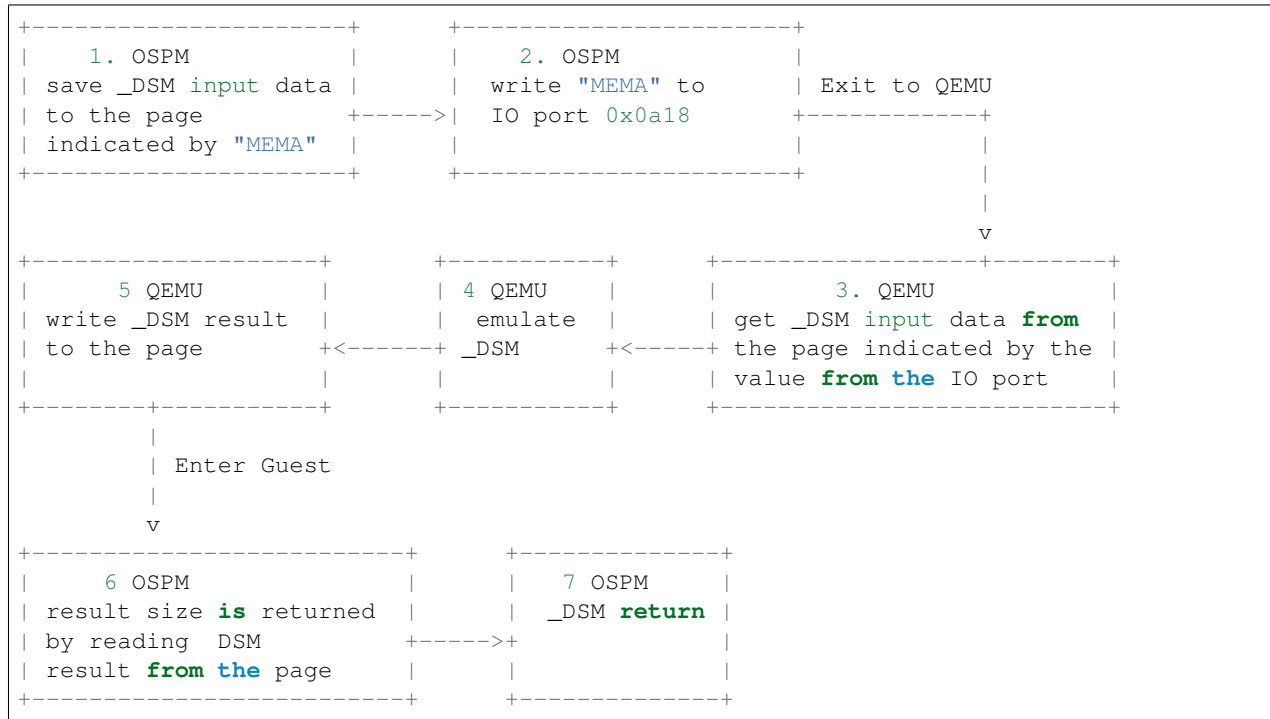 +----------------------+      +-----------------------+
|    1. OSPM           |      |    2. OSPM            |
| save _DSM input data |      |  write "MEMA" to      | Exit to QEMU
| to the page          +----->|  IO port 0x0a18       +------------+
| indicated by "MEMA"  |      |                       |            |
+----------------------+      +-----------------------+            |
                                                                   |
                                                                   v
+--------------------+       +-----------+      +------------------+--------+
|      5 QEMU        |       | 4 QEMU    |      |        3. QEMU            |
| write _DSM result  |       |  emulate  |      | get _DSM input data from  |
| to the page        +<------+ _DSM      +<-----+ the page indicated by the |
|                    |       |           |      | value from the IO port    |
+--------+-----------+       +-----------+      +---------------------------+
         |
         | Enter Guest
         |
         v
+--------------------------+      +--------------+
|     6 OSPM               |      |   7 OSPM     |
| result size is returned  |      |  _DSM return |
| by reading  DSM          +----->+              |
| result from the page     |      |              |
+--------------------------+      +--------------+